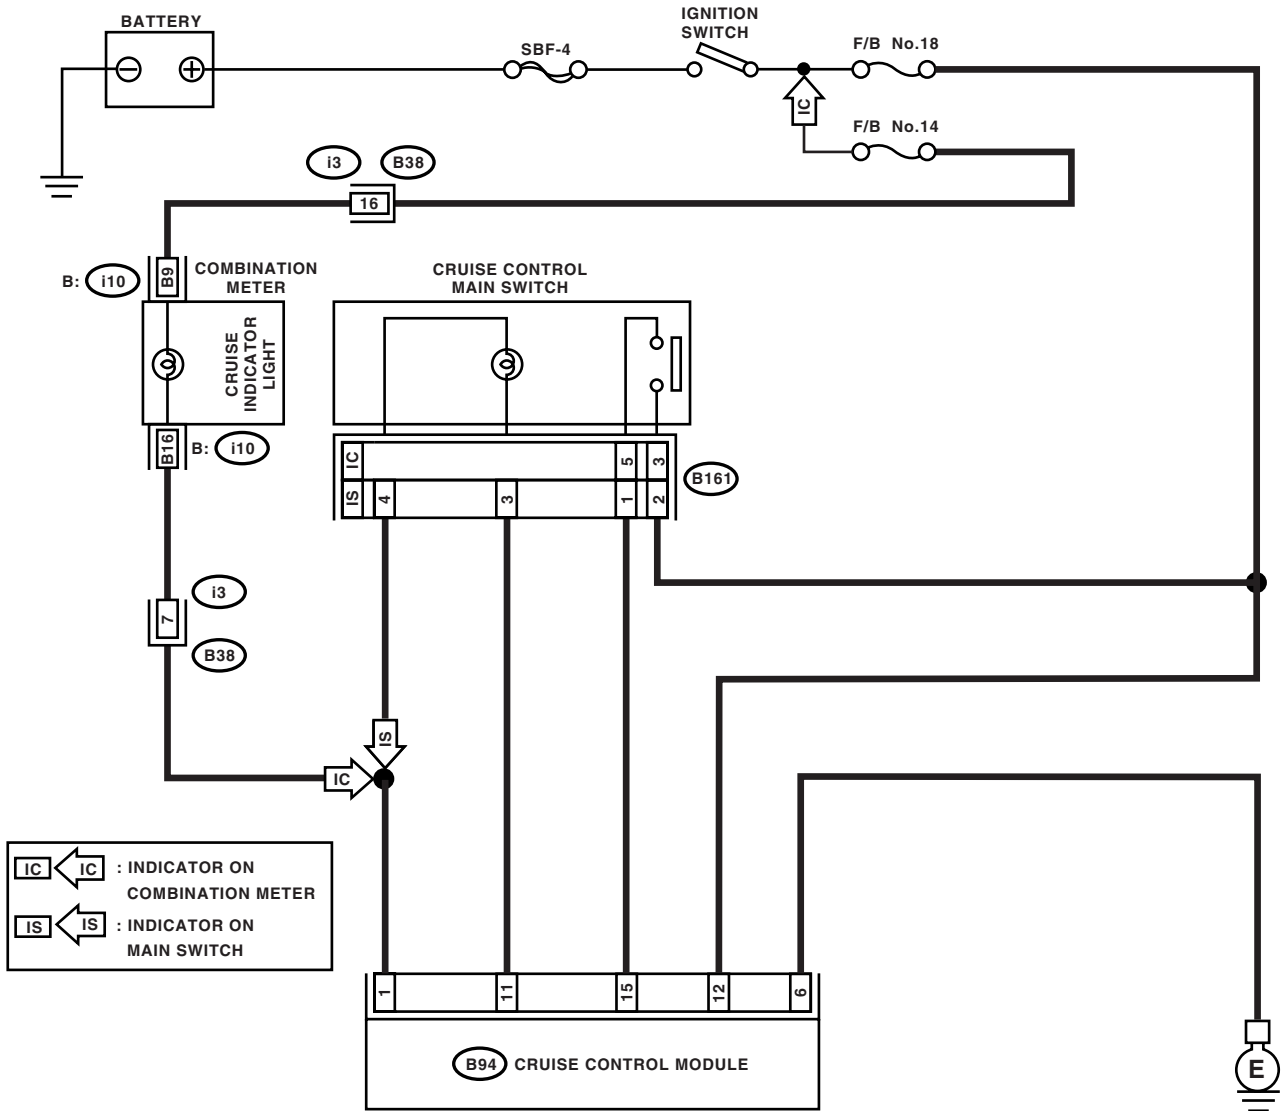 BATTERY
IGNITION
SWITCH
SBF-4
F/B No.18
IC
F/B No.14
i3
B38
16
B: i10
B9
COMBINATION
METER
CRUISE
INDICATOR
LIGHT
CRUISE CONTROL
MAIN SWITCH
B16
B: i10
IC
5
3
IS
4
3
1
2
B161
i3
7
B38
IS
IC
IC
IC
: INDICATOR ON
COMBINATION METER
IS
IS
: INDICATOR ON
MAIN SWITCH
1
11
15
12
6
B94 CRUISE CONTROL MODULE
E